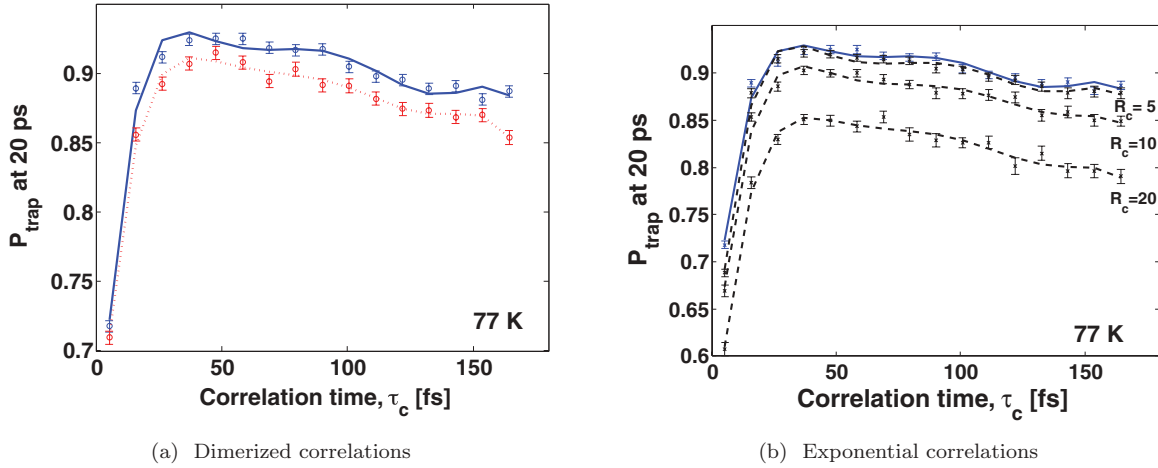 0.9
0.85
0.8
0.75
0.7
0 50 100 150
P_trap at 20 ps
77 K
Correlation time, τ_c [fs]
(a) Dimerized correlations
0.95
0.9
0.85
0.8
0.75
0.7
0.65
0.6
0 50 100 150
P_trap at 20 ps
R_c= 5
R_c=10
R_c=20
77 K
Correlation time, τ_c [fs]
(b) Exponential correlations